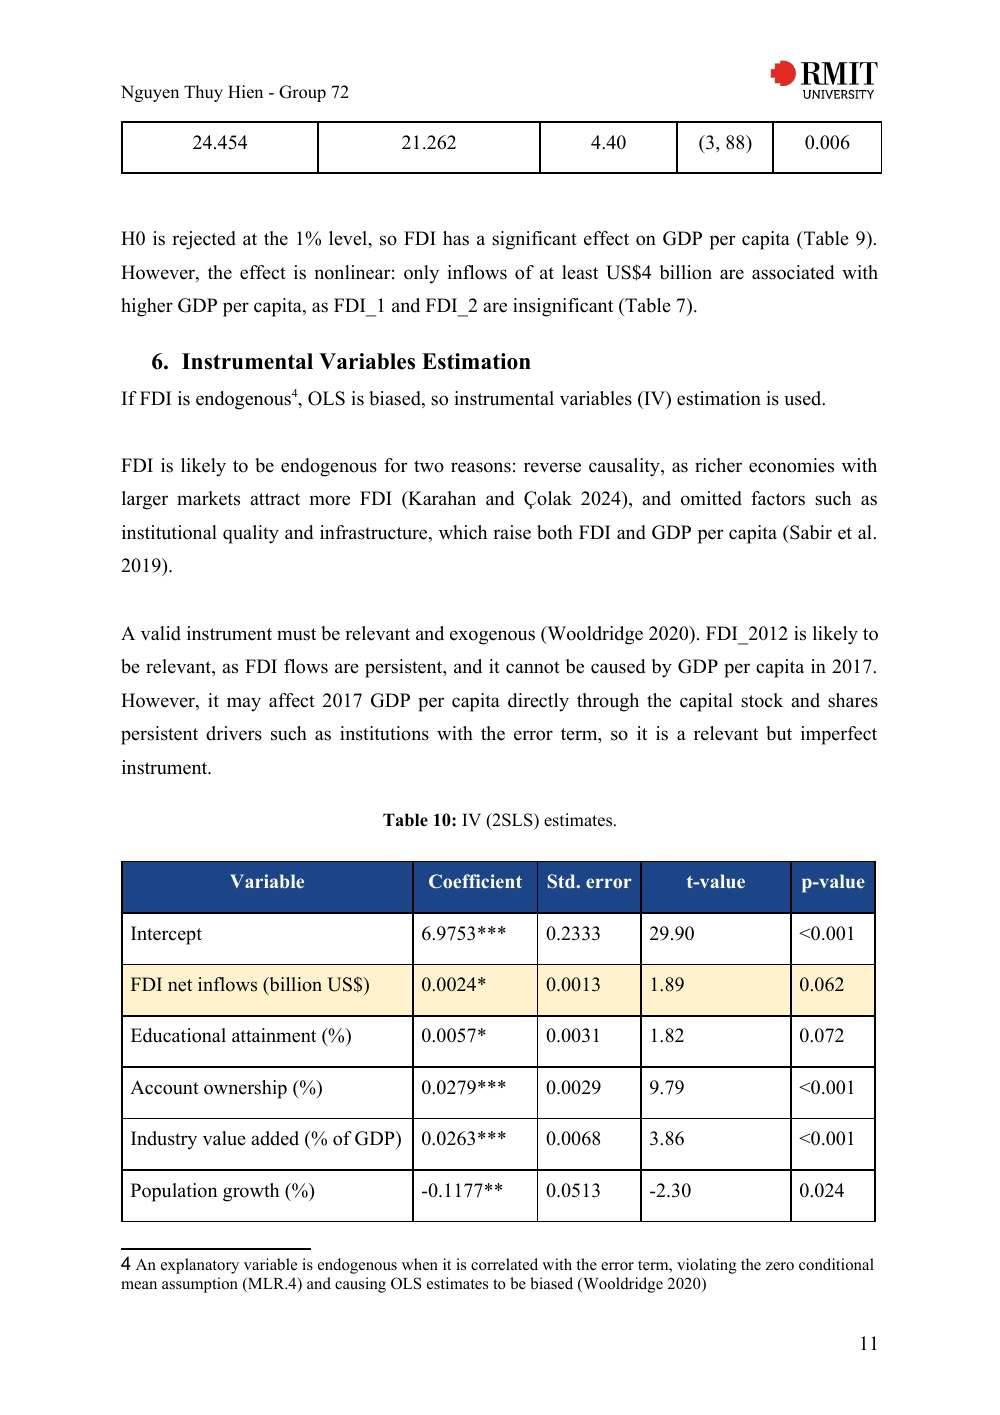 Nguyen Thuy Hien - Group 72
RMIT
UNIVERSITY
24.454 21.262 4.40 (3, 88) 0.006
H0 is rejected at the 1% level, so FDI has a significant effect on GDP per capita (Table 9).
However, the effect is nonlinear: only inflows of at least US$4 billion are associated with
higher GDP per capita, as FDI_1 and FDI_2 are insignificant (Table 7).
6. Instrumental Variables Estimation
If FDI is endogenous4, OLS is biased, so instrumental variables (IV) estimation is used.
FDI is likely to be endogenous for two reasons: reverse causality, as richer economies with
larger markets attract more FDI (Karahan and Çolak 2024), and omitted factors such as
institutional quality and infrastructure, which raise both FDI and GDP per capita (Sabir et al.
2019).
A valid instrument must be relevant and exogenous (Wooldridge 2020). FDI_2012 is likely to
be relevant, as FDI flows are persistent, and it cannot be caused by GDP per capita in 2017.
However, it may affect 2017 GDP per capita directly through the capital stock and shares
persistent drivers such as institutions with the error term, so it is a relevant but imperfect
instrument.
Table 10: IV (2SLS) estimates.
Variable Coefficient Std. error t-value p-value
Intercept 6.9753*** 0.2333 29.90 <0.001
FDI net inflows (billion US$) 0.0024* 0.0013 1.89 0.062
Educational attainment (%) 0.0057* 0.0031 1.82 0.072
Account ownership (%) 0.0279*** 0.0029 9.79 <0.001
Industry value added (% of GDP) 0.0263*** 0.0068 3.86 <0.001
Population growth (%) -0.1177** 0.0513 -2.30 0.024
4 An explanatory variable is endogenous when it is correlated with the error term, violating the zero conditional
mean assumption (MLR.4) and causing OLS estimates to be biased (Wooldridge 2020)
11